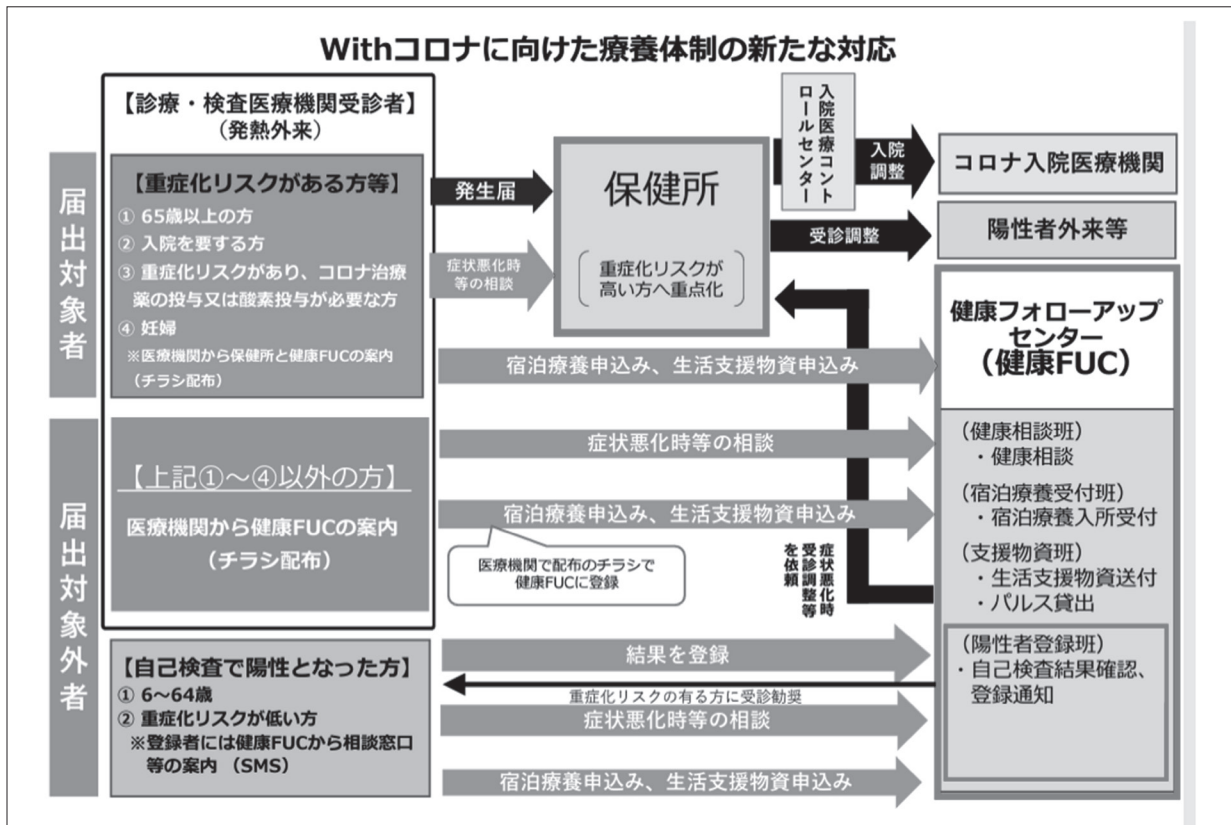 Withコロナに向けた療養体制の新たな対応
届出対象者
【診療・検査医療機関受診者】
（発熱外来）
【重症化リスクがある方等】
① 65歳以上の方
② 入院を要する方
③ 重症化リスクがあり、コロナ治療
薬の投与又は酸素投与が必要な方
④ 妊婦
※医療機関から保健所と健康FUCの案内
（チラシ配布）
発生届
症状悪化時
等の相談
保健所
重症化リスクが
高い方へ重点化
入院医療コント
ロールセンター
入院
調整
コロナ入院医療機関
受診調整
陽性者外来等
宿泊療養申込み、生活支援物資申込み
届出対象外者
【上記①～④以外の方】
医療機関から健康FUCの案内
（チラシ配布）
症状悪化時等の相談
宿泊療養申込み、生活支援物資申込み
医療機関で配布のチラシで
健康FUCに登録
症状悪化時
受診調整等
を依頼
健康フォローアップ
センター
（健康FUC）
（健康相談班）
・健康相談
（宿泊療養受付班）
・宿泊療養入所受付
（支援物資班）
・生活支援物資送付
・パルス貸出
（陽性者登録班）
・自己検査結果確認、
登録通知
【自己検査で陽性となった方】
① 6～64歳
② 重症化リスクが低い方
※登録者には健康FUCから相談窓口
等の案内 （SMS）
結果を登録
重症化リスクの有る方に受診勧奨
症状悪化時等の相談
宿泊療養申込み、生活支援物資申込み